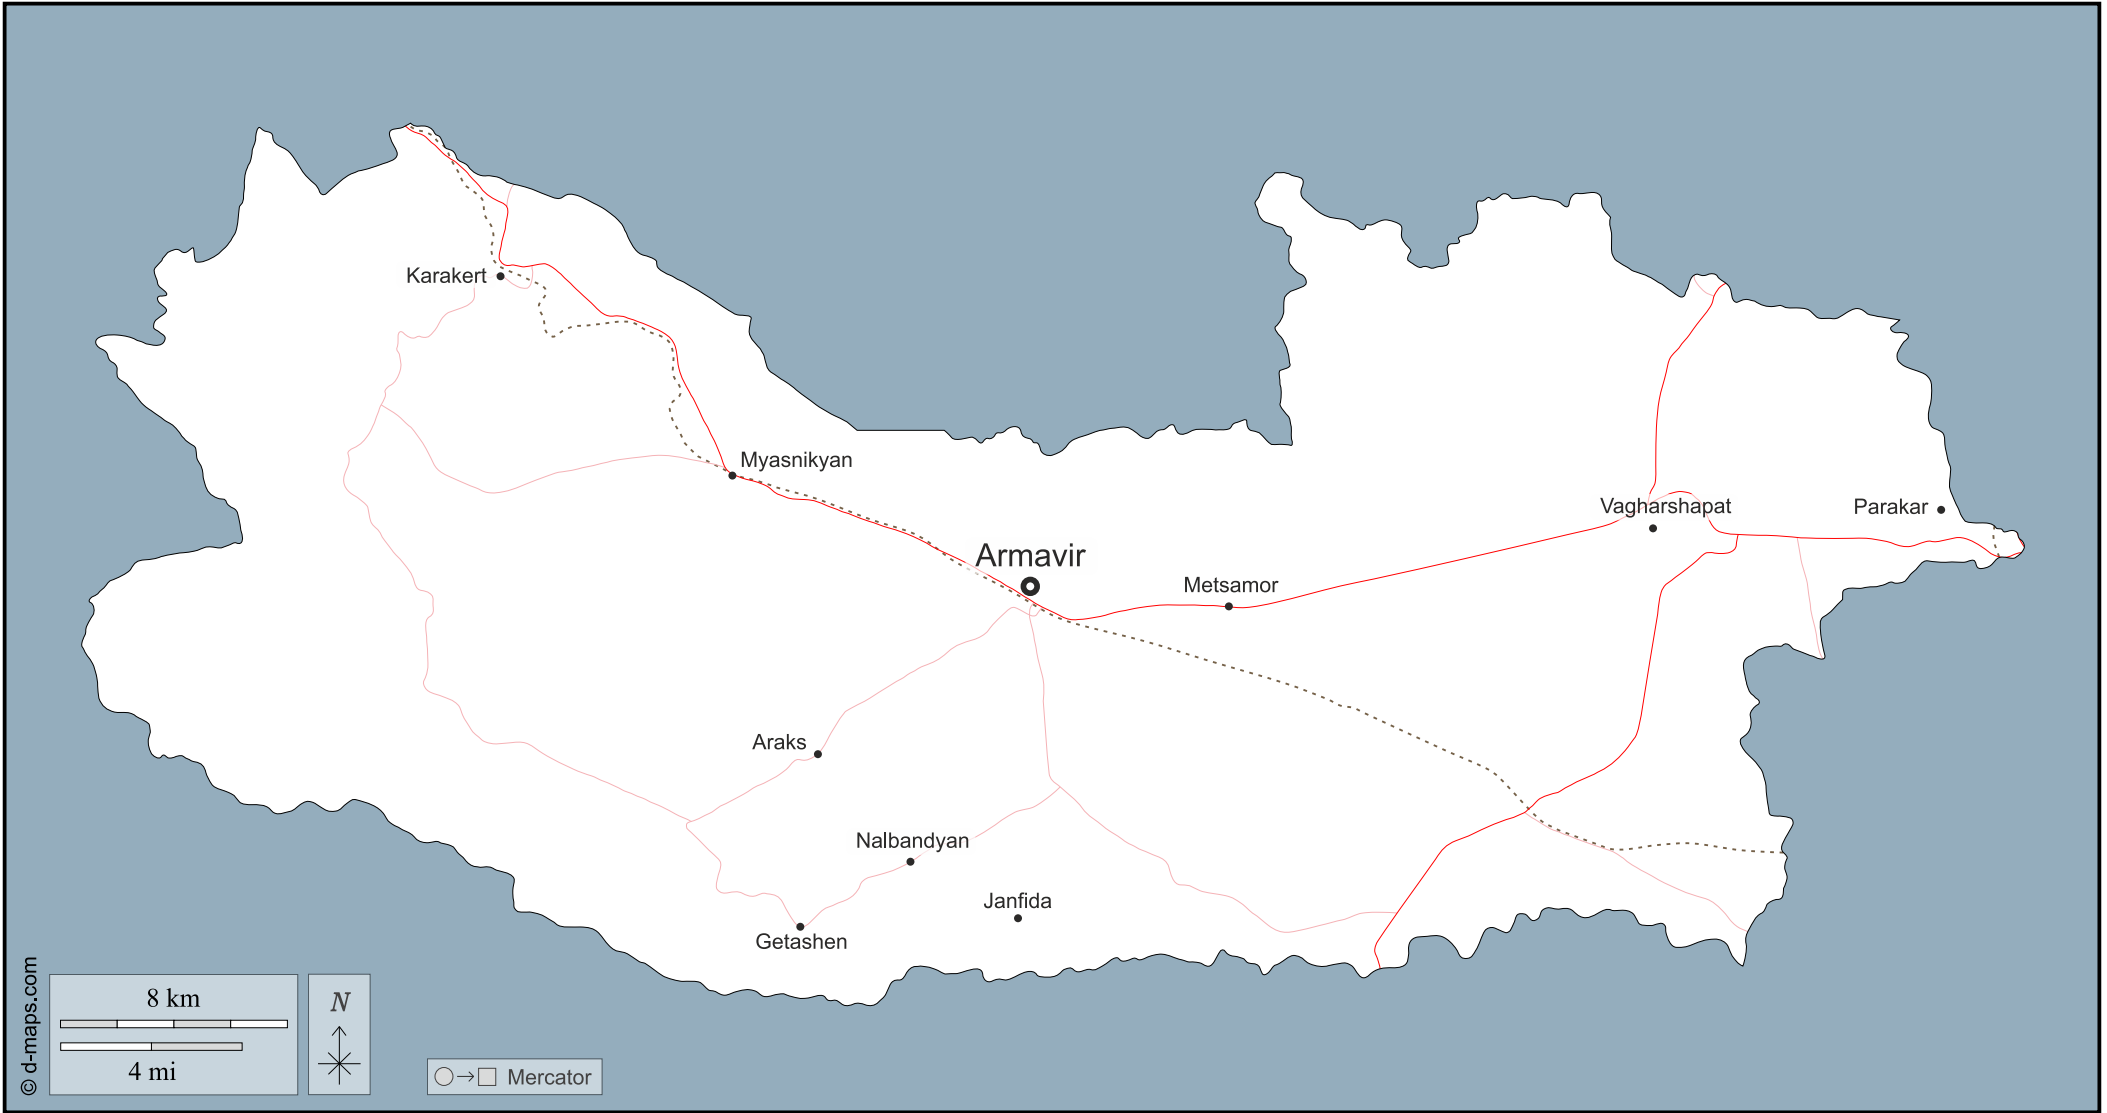 Karakert
Myasnikyan
Vagharshapat
Parakar
Armavir
Metsamor
Araks
Nalbandyan
Janfida
Getashen
© d-maps.com
8 km
4 mi
N
Mercator